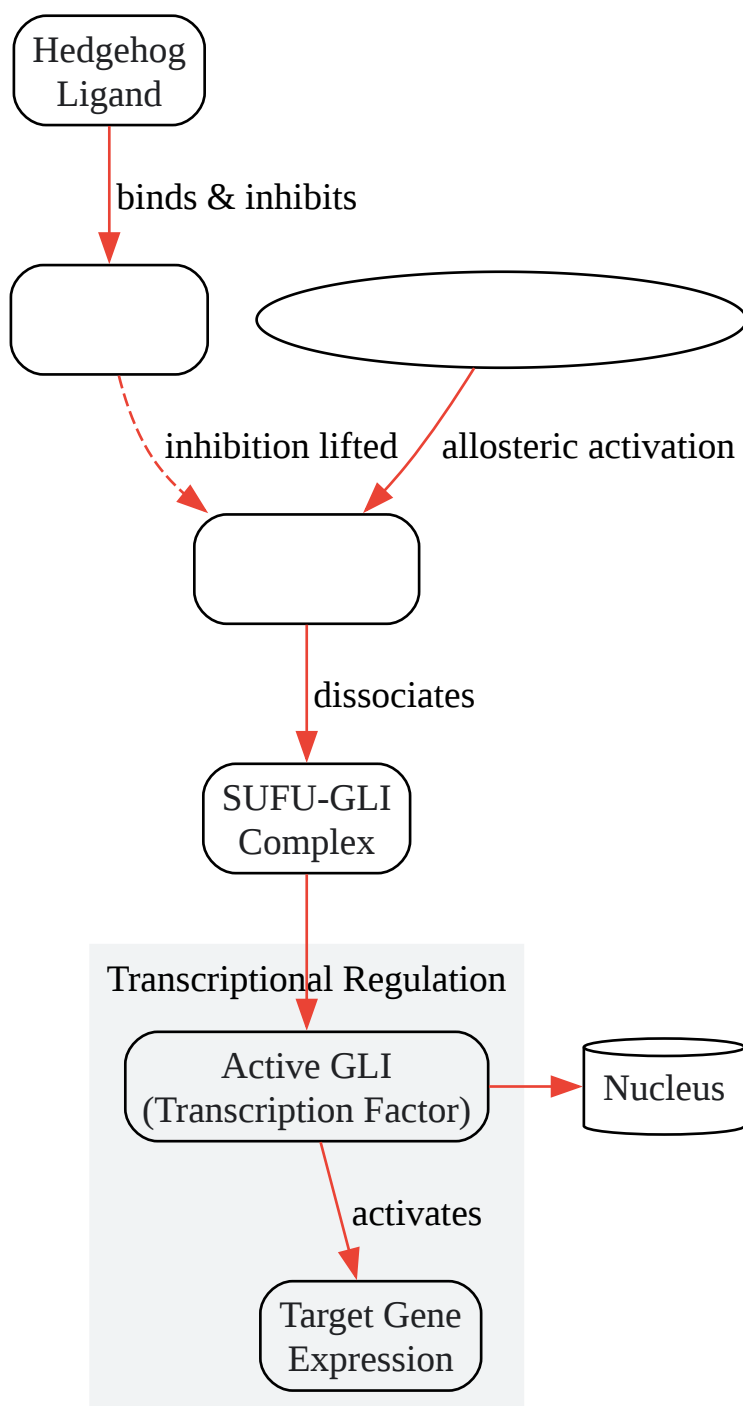 Hedgehog
Ligand
binds & inhibits
inhibition lifted
allosteric activation
dissociates
SUFU-GLI
Complex
Transcriptional Regulation
Active GLI
(Transcription Factor)
Nucleus
activates
Target Gene
Expression